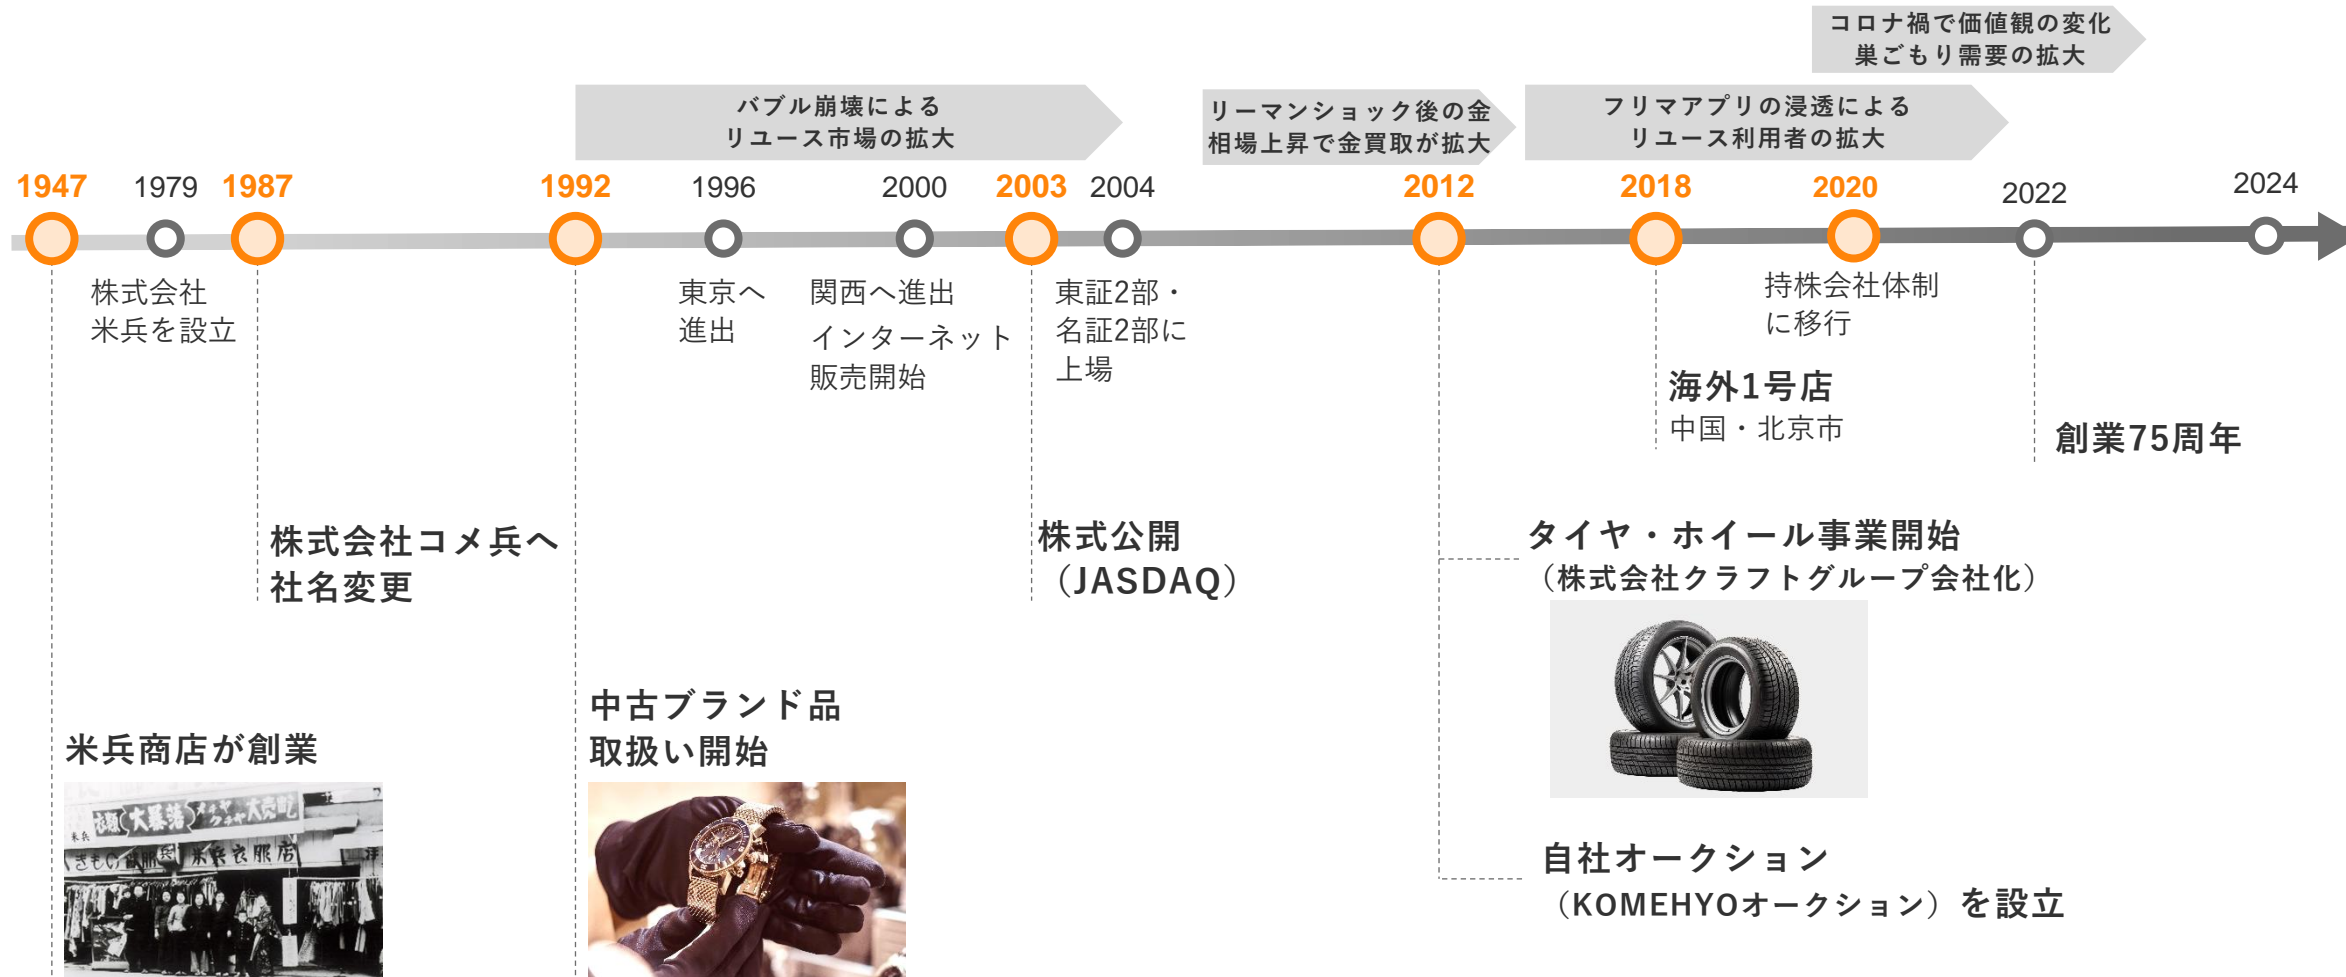 コロナ禍で価値観の変化
巣ごもり需要の拡大
バブル崩壊による
リユース市場の拡大
リーマンショック後の金
相場上昇で金買取が拡大
フリマアプリの浸透による
リユース利用者の拡大
1947
1979
1987
1992
1996
2000
2003
2004
2012
2018
2020
2022
2024
株式会社
米兵を設立
東京へ
進出
関西へ進出
インターネット
販売開始
東証2部・
名証2部に
上場
持株会社体制
に移行
海外1号店
中国・北京市
創業75周年
株式会社コメ兵へ
社名変更
株式公開
（JASDAQ）
タイヤ・ホイール事業開始
（株式会社クラフトグループ会社化）
中古ブランド品
取扱い開始
米兵商店が創業
自社オークション
（KOMEHYOオークション）を設立
大暴落
米兵
米兵衣服店